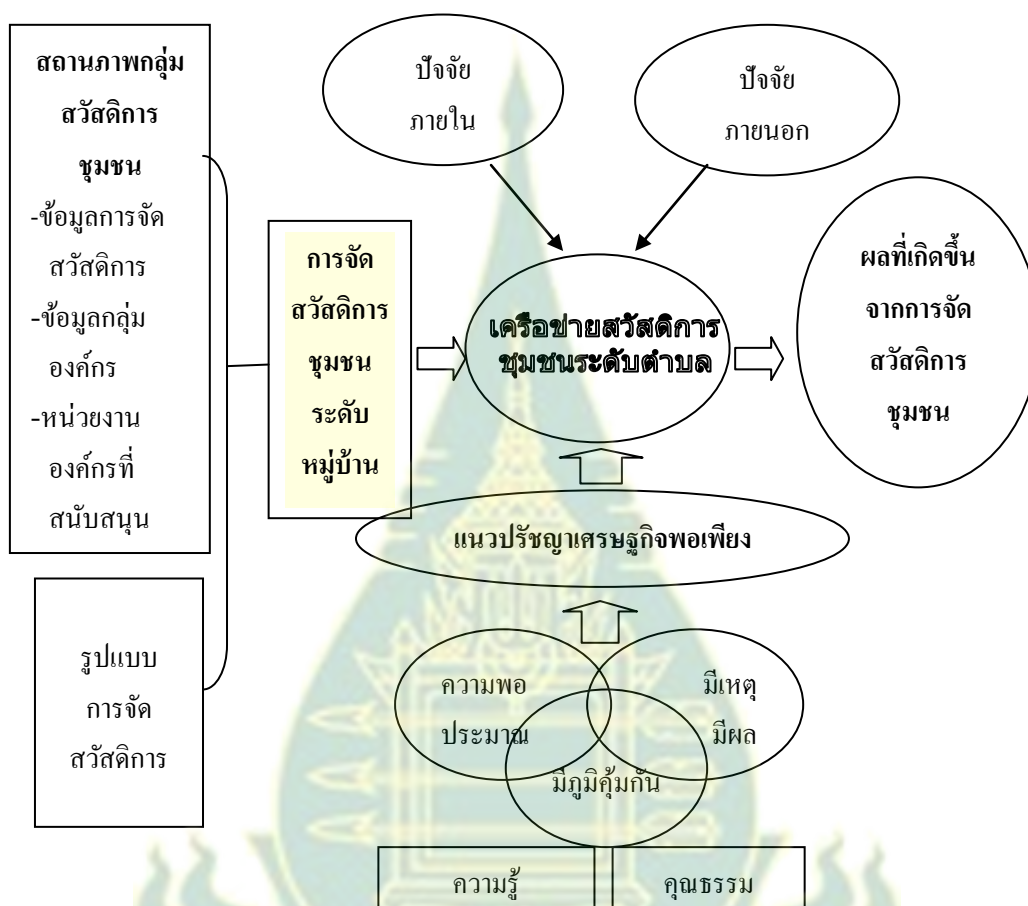 สถานภาพกลุ่ม
สวัสดิการ
ชุมชน
-ข้อมูลการจัด
สวัสดิการ
-ข้อมูลกลุ่ม
องค์กร
-หน่วยงาน
องค์กรที่
สนับสนุน
รูปแบบ
การจัด
สวัสดิการ
การจัด
สวัสดิการ
ชุมชน
ระดับ
หมู่บ้าน
ปัจจัย
ภายใน
ปัจจัย
ภายนอก
เครือข่ายสวัสดิการ
ชุมชนระดับตำบล
ผลที่เกิดขึ้น
จากการจัด
สวัสดิการ
ชุมชน
แนวปรัชญาเศรษฐกิจพอเพียง
ความพอ
ประมาณ
มีเหตุ
มีผล
มีภูมิคุ้มกัน
ความรู้
คุณธรรม